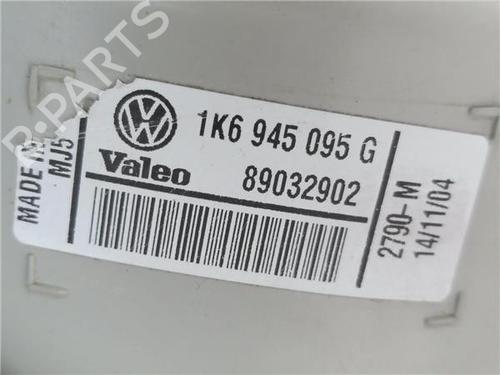 MADE IN
MJ5
1K6 945 095 G
Valeo
89032902
2790-M
14/11/04
B-PARTS